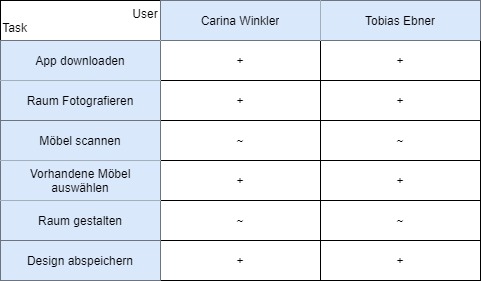 User
Task
Carina Winkler
Tobias Ebner
App downloaden
+
+
Raum Fotografieren
+
+
Möbel scannen
~
~
Vorhandene Möbel
auswählen
+
+
Raum gestalten
~
~
Design abspeichern
+
+